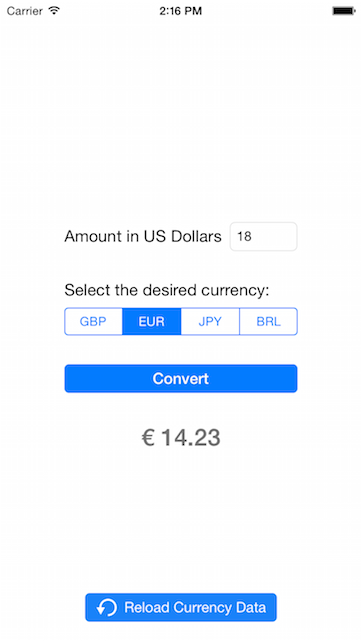 Carrier 2:16 PM
Amount in US Dollars 18
Select the desired currency:
GBP EUR JPY BRL
Convert
€ 14.23
Reload Currency Data